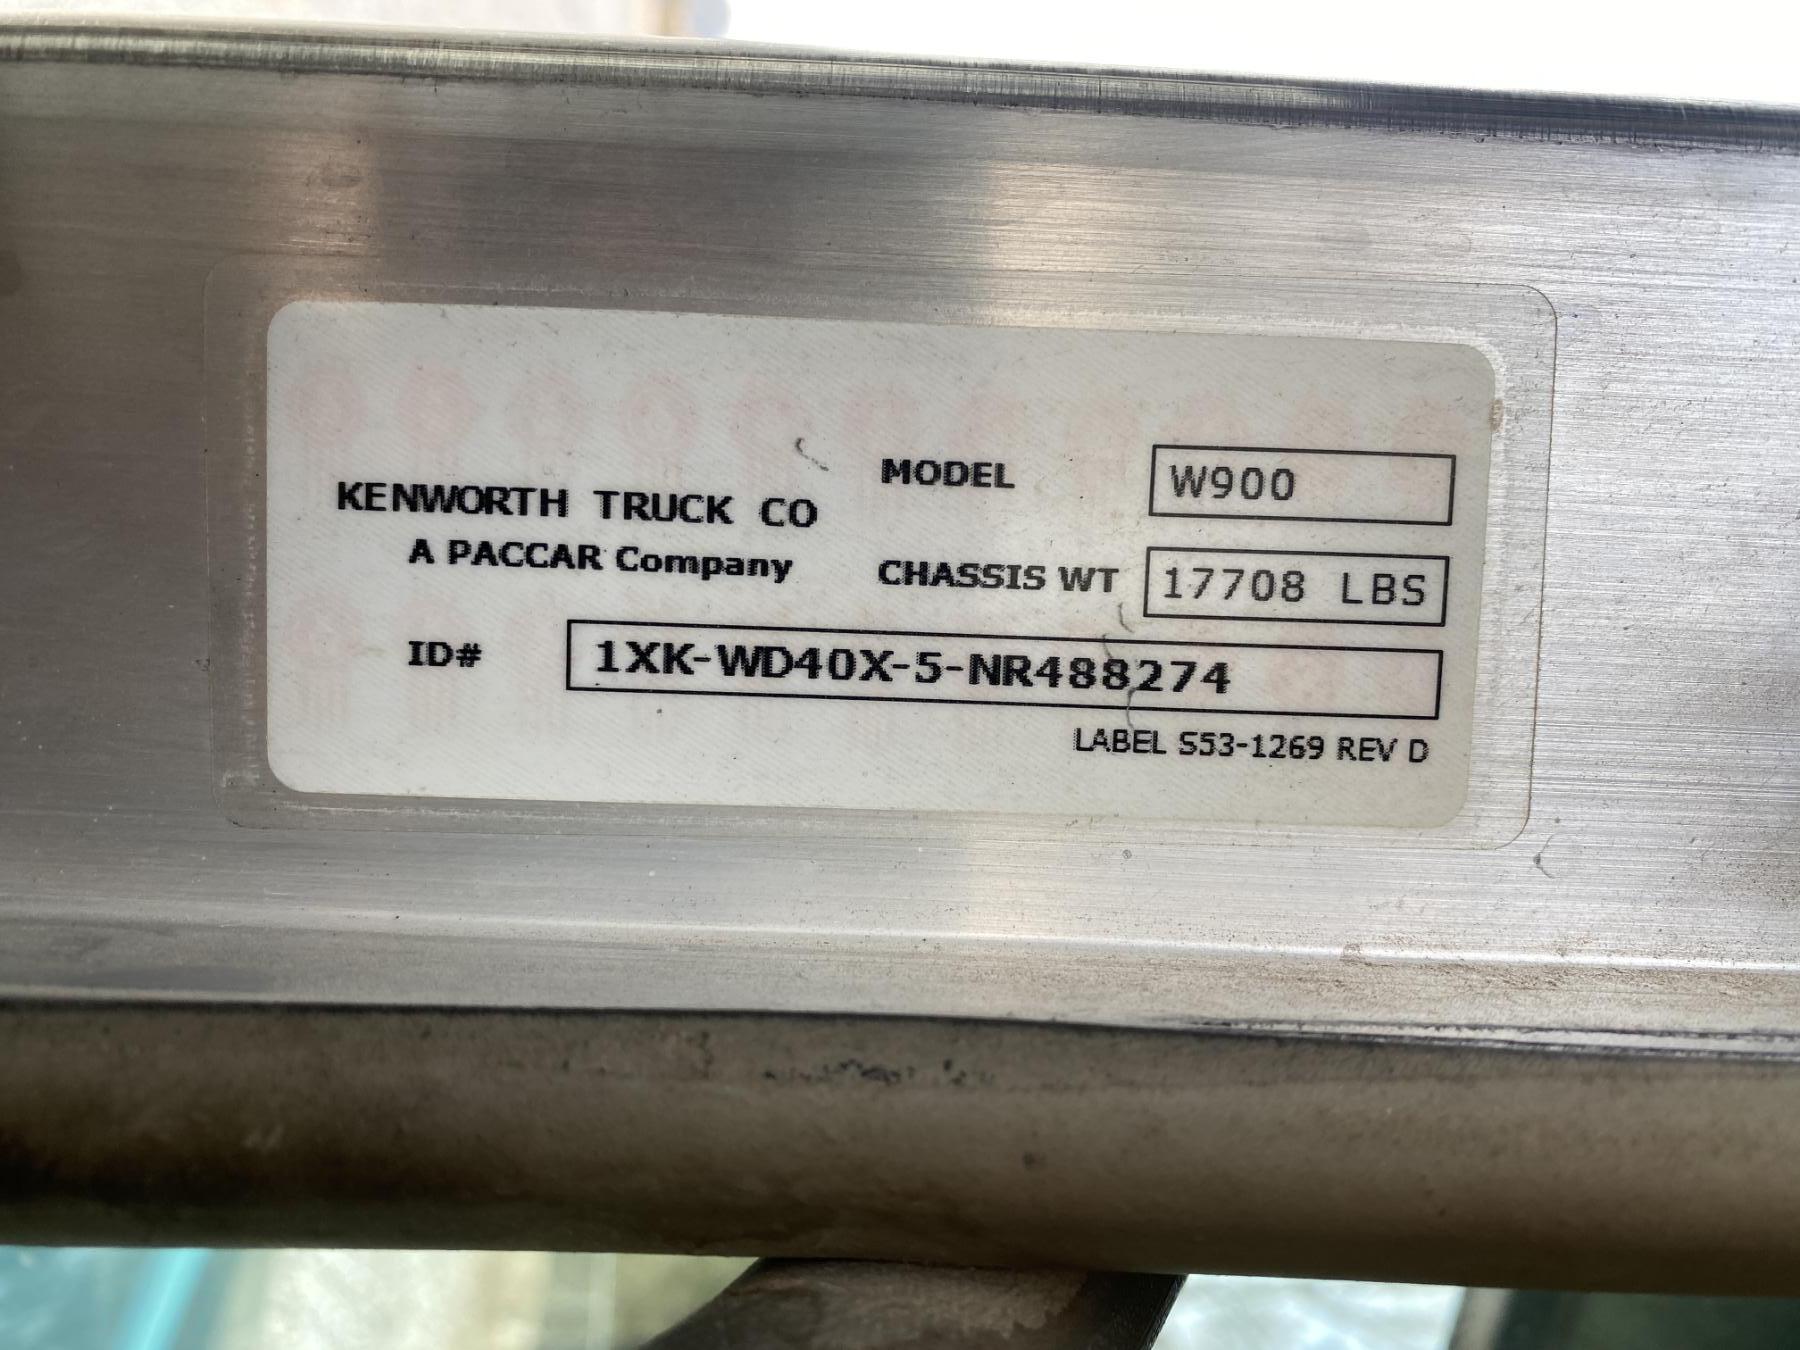 KENWORTH TRUCK CO
A PACCAR Company
MODEL W900
CHASSIS WT 17708 LBS
ID# 1XK-WD40X-5-NR488274
LABEL S53-1269 REV D